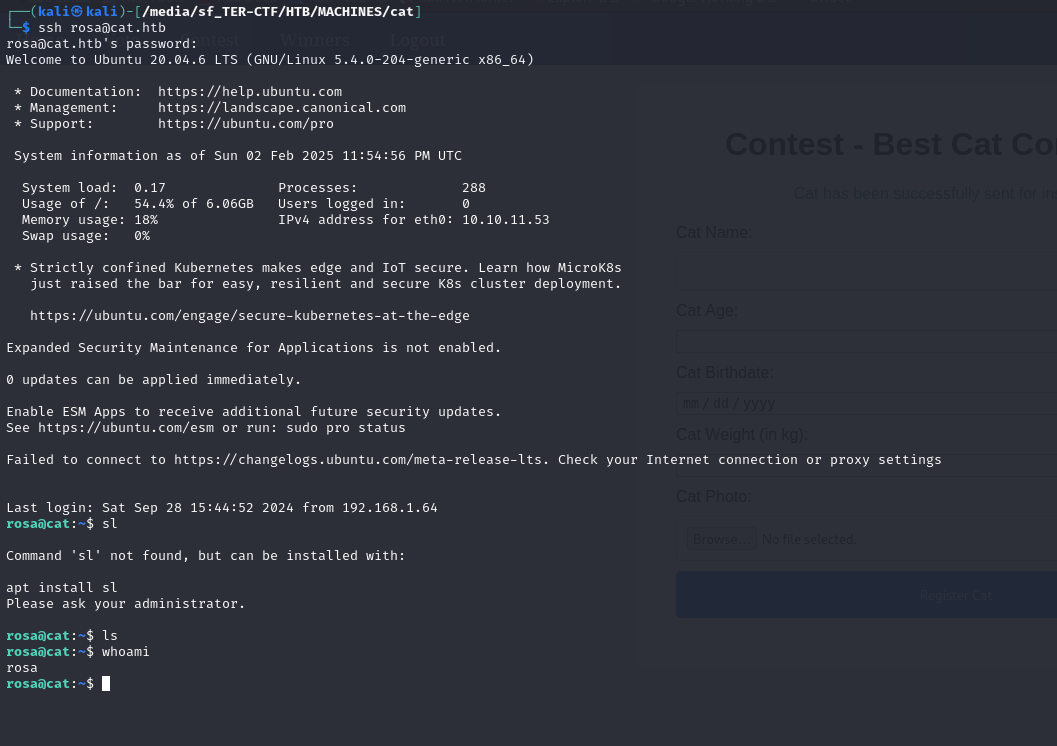 ┌──(kali㉿kali)-[/media/sf_TER-CTF/HTB/MACHINES/cat]
└─$ ssh rosa@cat.htb
Contest Winners Logout
rosa@cat.htb's password:
Welcome to Ubuntu 20.04.6 LTS (GNU/Linux 5.4.0-204-generic x86_64)
* Documentation: https://help.ubuntu.com
* Management: https://landscape.canonical.com
* Support: https://ubuntu.com/pro
System information as of Sun 02 Feb 2025 11:54:56 PM UTC
System load: 0.17 Processes: 288
Usage of /: 54.4% of 6.06GB Users logged in: 0
Memory usage: 18% IPv4 address for eth0: 10.10.11.53
Swap usage: 0%
* Strictly confined Kubernetes makes edge and IoT secure. Learn how MicroK8s
just raised the bar for easy, resilient and secure K8s cluster deployment.
https://ubuntu.com/engage/secure-kubernetes-at-the-edge
Expanded Security Maintenance for Applications is not enabled.
0 updates can be applied immediately.
Enable ESM Apps to receive additional future security updates.
See https://ubuntu.com/esm or run: sudo pro status
Failed to connect to https://changelogs.ubuntu.com/meta-release-lts. Check your Internet connection or proxy settings
Last login: Sat Sep 28 15:44:52 2024 from 192.168.1.64
rosa@cat:~$ sl
Command 'sl' not found, but can be installed with:
apt install sl
Please ask your administrator.
rosa@cat:~$ ls
rosa@cat:~$ whoami
rosa
rosa@cat:~$
Contest - Best Cat Co
Cat has been successfully sent for in
Cat Name:
Cat Age:
Cat Birthdate:
mm / dd / yyyy
Cat Weight (in kg):
Cat Photo:
Browse... No file selected.
Register Cat